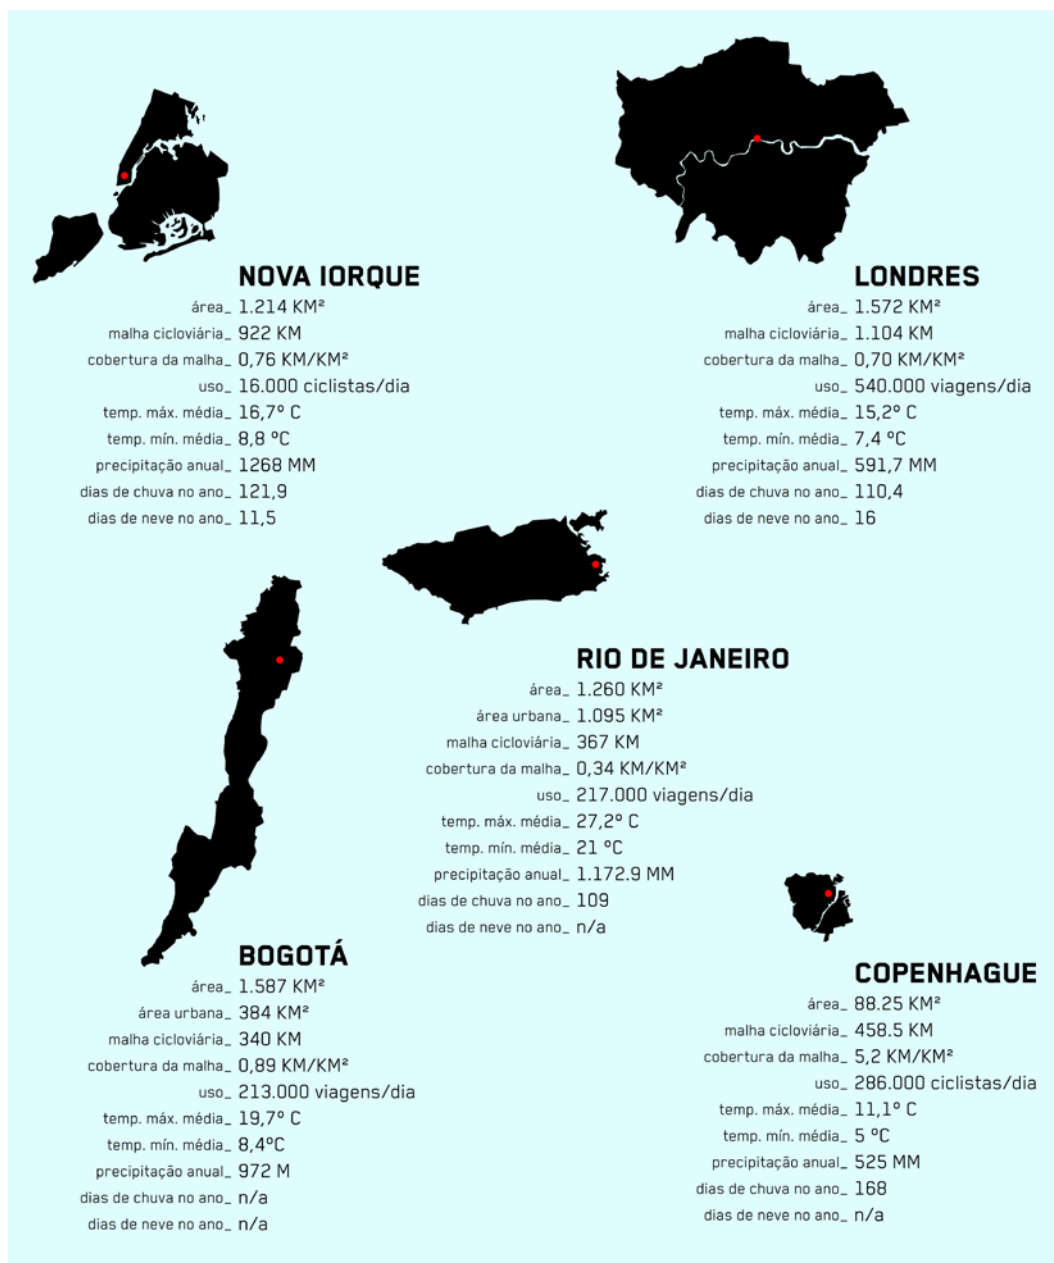 NOVA IORQUE
área_ 1.214 KM²
malha cicloviária_ 922 KM
cobertura da malha_ 0,76 KM/KM²
uso_ 16.000 ciclistas/dia
temp. máx. média_ 16,7º C
temp. mín. média_ 8,8 ºC
precipitação anual_ 1268 MM
dias de chuva no ano_ 121,9
dias de neve no ano_ 11,5
LONDRES
área_ 1.572 KM²
malha cicloviária_ 1.104 KM
cobertura da malha_ 0,70 KM/KM²
uso_ 540.000 viagens/dia
temp. máx. média_ 15,2º C
temp. mín. média_ 7,4 ºC
precipitação anual_ 591,7 MM
dias de chuva no ano_ 110,4
dias de neve no ano_ 16
RIO DE JANEIRO
área_ 1.260 KM²
área urbana_ 1.095 KM²
malha cicloviária_ 367 KM
cobertura da malha_ 0,34 KM/KM²
uso_ 217.000 viagens/dia
temp. máx. média_ 27,2º C
temp. mín. média_ 21 ºC
precipitação anual_ 1.172.9 MM
dias de chuva no ano_ 109
dias de neve no ano_ n/a
BOGOTÁ
área_ 1.587 KM²
área urbana_ 384 KM²
malha cicloviária_ 340 KM
cobertura da malha_ 0,89 KM/KM²
uso_ 213.000 viagens/dia
temp. máx. média_ 19,7º C
temp. mín. média_ 8,4ºC
precipitação anual_ 972 M
dias de chuva no ano_ n/a
dias de neve no ano_ n/a
COPENHAGUE
área_ 88.25 KM²
malha cicloviária_ 458.5 KM
cobertura da malha_ 5,2 KM/KM²
uso_ 286.000 ciclistas/dia
temp. máx. média_ 11,1º C
temp. mín. média_ 5 ºC
precipitação anual_ 525 MM
dias de chuva no ano_ 168
dias de neve no ano_ n/a